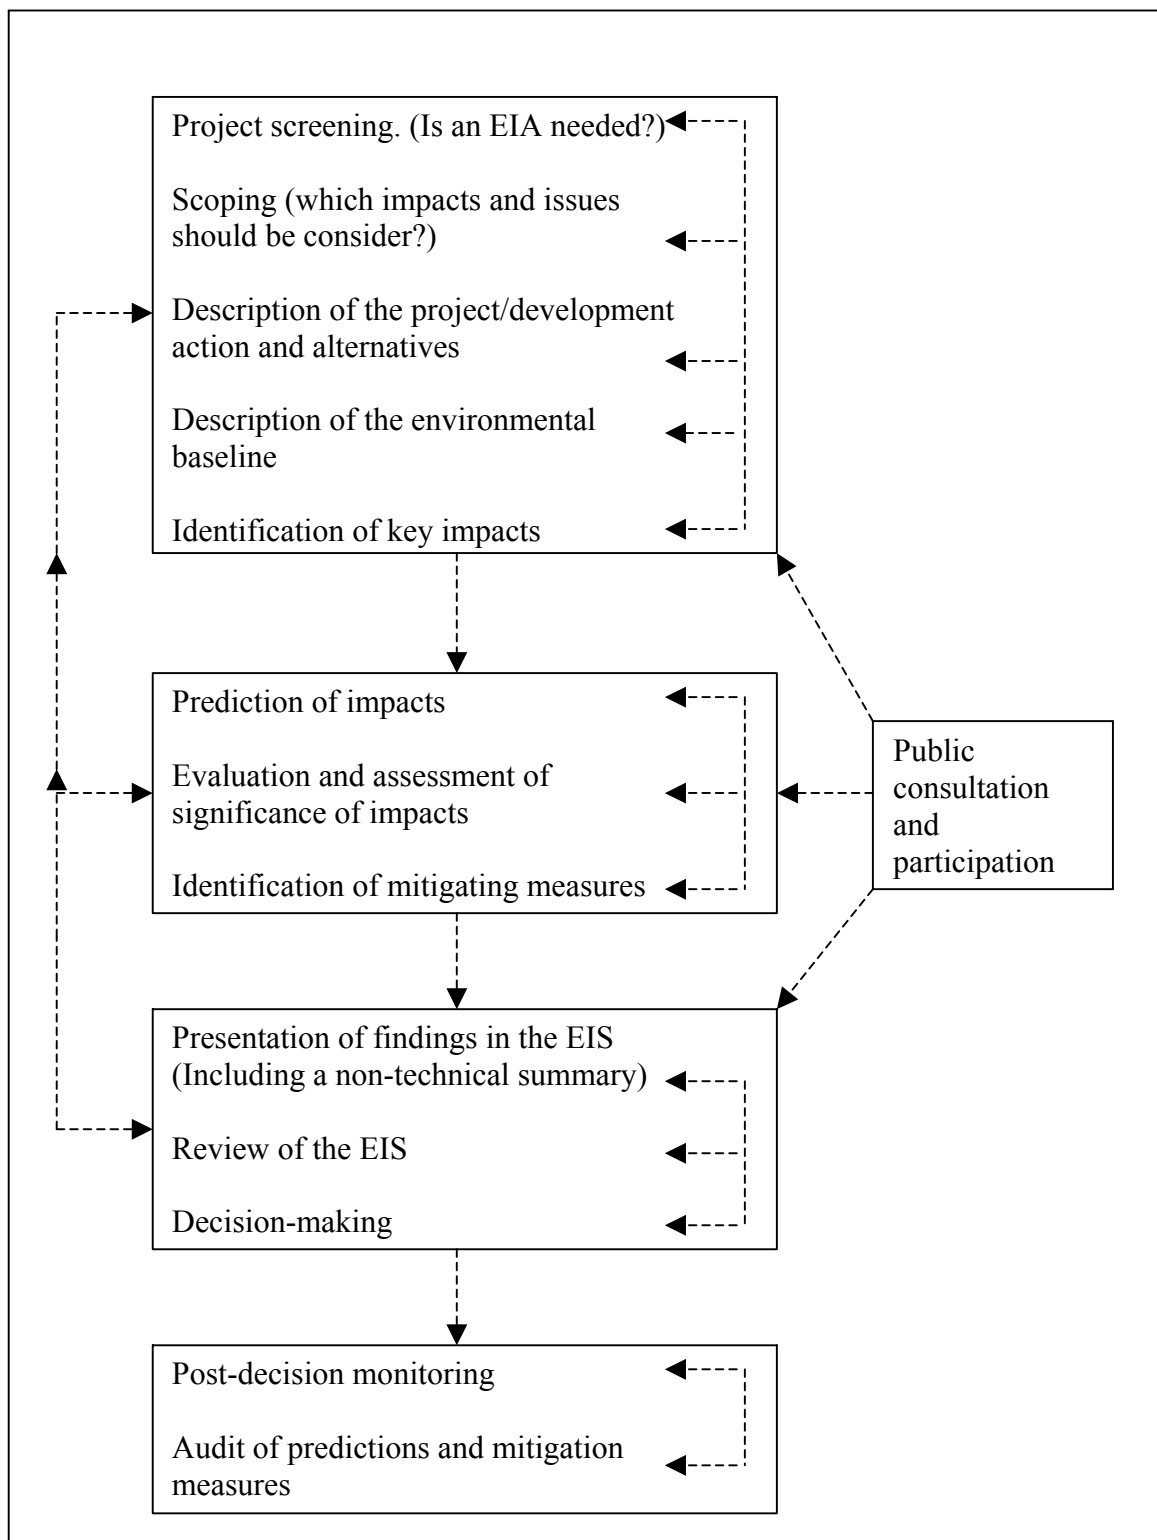 Project screening. (Is an EIA needed?)
Scoping (which impacts and issues
should be consider?)
Description of the project/development
action and alternatives
Description of the environmental
baseline
Identification of key impacts
Prediction of impacts
Evaluation and assessment of
significance of impacts
Identification of mitigating measures
Public
consultation
and
participation
Presentation of findings in the EIS
(Including a non-technical summary)
Review of the EIS
Decision-making
Post-decision monitoring
Audit of predictions and mitigation
measures